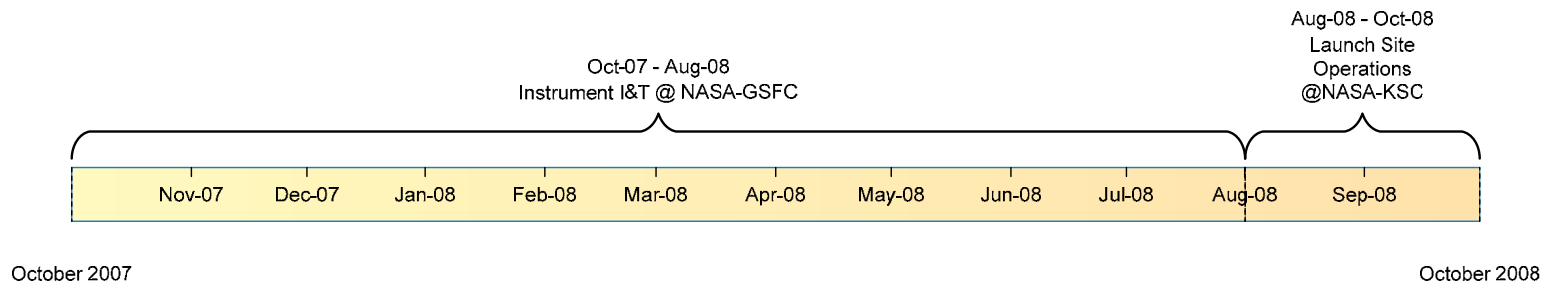 Aug-08 - Oct-08
Launch Site
Operations
@NASA-KSC
Oct-07 - Aug-08
Instrument I&T @ NASA-GSFC
Nov-07 Dec-07 Jan-08 Feb-08 Mar-08 Apr-08 May-08 Jun-08 Jul-08 Aug-08 Sep-08
October 2007 October 2008